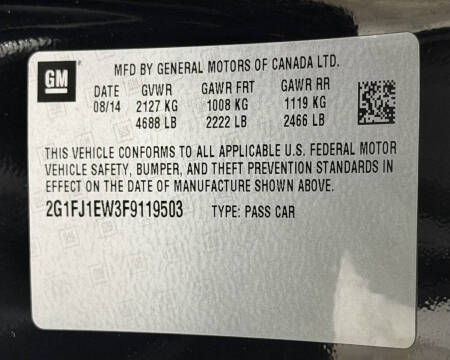 GM
MFD BY GENERAL MOTORS OF CANADA LTD.
DATE GVWR GAWR FRT GAWR RR
08/14 2127 KG 1008 KG 1119 KG
4688 LB 2222 LB 2466 LB
THIS VEHICLE CONFORMS TO ALL APPLICABLE U.S. FEDERAL MOTOR
VEHICLE SAFETY, BUMPER, AND THEFT PREVENTION STANDARDS IN
EFFECT ON THE DATE OF MANUFACTURE SHOWN ABOVE.
2G1FJ1EW3F9119503 TYPE: PASS CAR